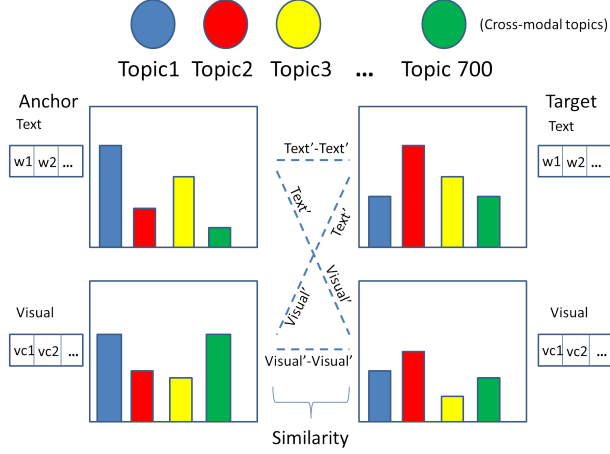 (Cross-modal topics)
Topic1 Topic2 Topic3 ... Topic 700
Anchor
Target
Text
Text
w1 w2 ...
Text’-Text’
w1 w2 ...
Text’
Text’
Visual’
Visual’
Visual
Visual
vc1 vc2 ...
Visual’-Visual’
vc1 vc2 ...
Similarity